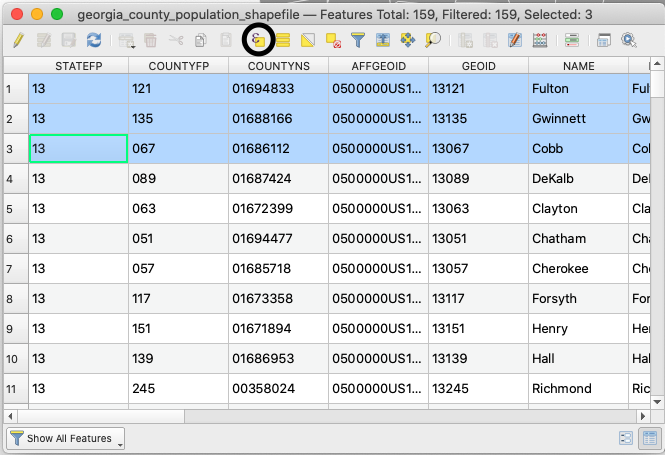 georgia_county_population_shapefile — Features Total: 159, Filtered: 159, Selected: 3
STATEFP COUNTYFP COUNTYNS AFFGEOID GEOID NAME
1 13 121 01694833 0500000US1... 13121 Fulton Ful
2 13 135 01688166 0500000US1... 13135 Gwinnett Gw
3 13 067 01686112 0500000US1... 13067 Cobb Col
4 13 089 01687424 0500000US1... 13089 DeKalb Del
5 13 063 01672399 0500000US1... 13063 Clayton Cla
6 13 051 01694477 0500000US1... 13051 Chatham Cha
7 13 057 01685718 0500000US1... 13057 Cherokee Che
8 13 117 01673358 0500000US1... 13117 Forsyth For
9 13 151 01671894 0500000US1... 13151 Henry Her
10 13 139 01686953 0500000US1... 13139 Hall Hal
11 13 245 00358024 0500000US1... 13245 Richmond Ric
Show All Features